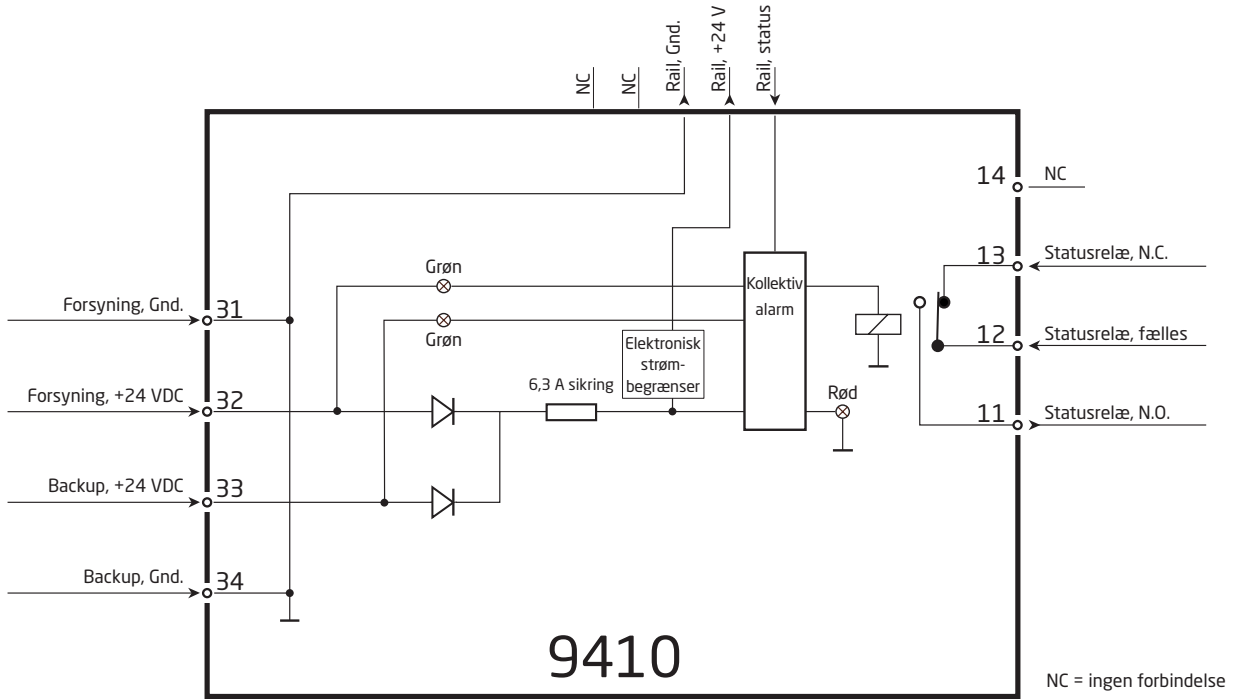 NC
NC
Rail, Gnd.
Rail, +24 V
Rail, status
14
NC
13
Statusrelæ, N.C.
12
Statusrelæ, fælles
11
Statusrelæ, N.O.
Grøn
Grøn
Kollektiv
alarm
Elektronisk
strøm-
begrænser
6,3 A sikring
Rød
Forsyning, Gnd.
31
Forsyning, +24 VDC
32
Backup, +24 VDC
33
Backup, Gnd.
34
9410
NC = ingen forbindelse